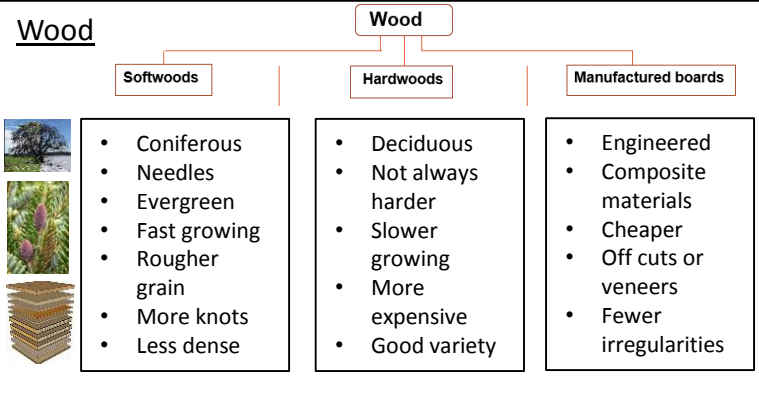 Wood
Wood
Softwoods
Hardwoods
Manufactured boards
• Coniferous
• Needles
• Evergreen
• Fast growing
• Rougher
grain
• More knots
• Less dense
• Deciduous
• Not always
harder
• Slower
growing
• More
expensive
• Good variety
• Engineered
• Composite
materials
• Cheaper
• Off cuts or
veneers
• Fewer
irregularities